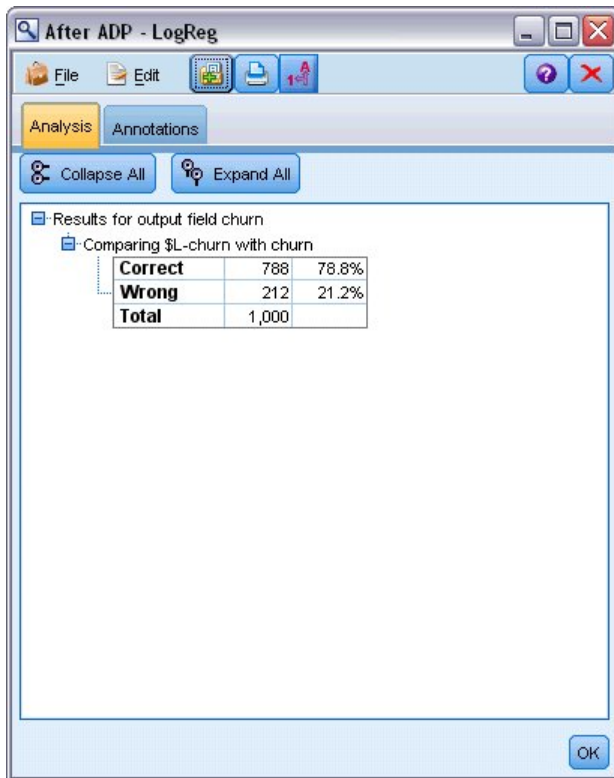 After ADP - LogReg
File Edit
Analysis Annotations
Collapse All Expand All
Results for output field churn
Comparing $L-churn with churn
Correct 788 78.8%
Wrong 212 21.2%
Total 1,000
OK